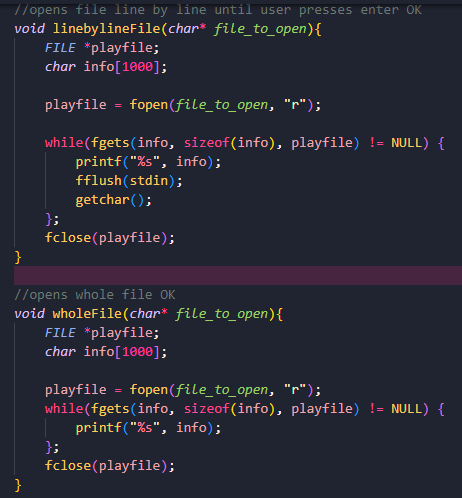 //opens file line by line until user presses enter OK
void linebylineFile(char* file_to_open){
    FILE *playfile;
    char info[1000];

    playfile = fopen(file_to_open, "r");

    while(fgets(info, sizeof(info), playfile) != NULL) {
        printf("%s", info);
        fflush(stdin);
        getchar();
    };
    fclose(playfile);
}

//opens whole file OK
void wholeFile(char* file_to_open){
    FILE *playfile;
    char info[1000];

    playfile = fopen(file_to_open, "r");
    while(fgets(info, sizeof(info), playfile) != NULL) {
        printf("%s", info);
    };
    fclose(playfile);
}